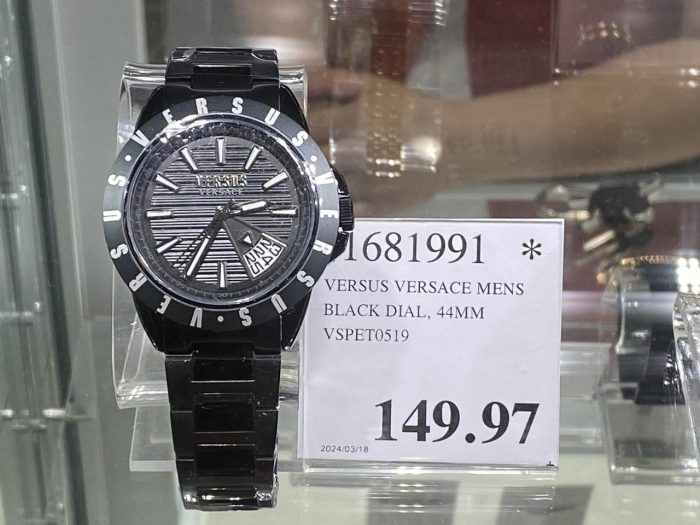 VERSUS · VERSUS · VERSUS · VERSUS ·
VERSUS
VERSACE
1681991 *
VERSUS VERSACE MENS
BLACK DIAL, 44MM
VSPET0519
149.97
2024/03/18